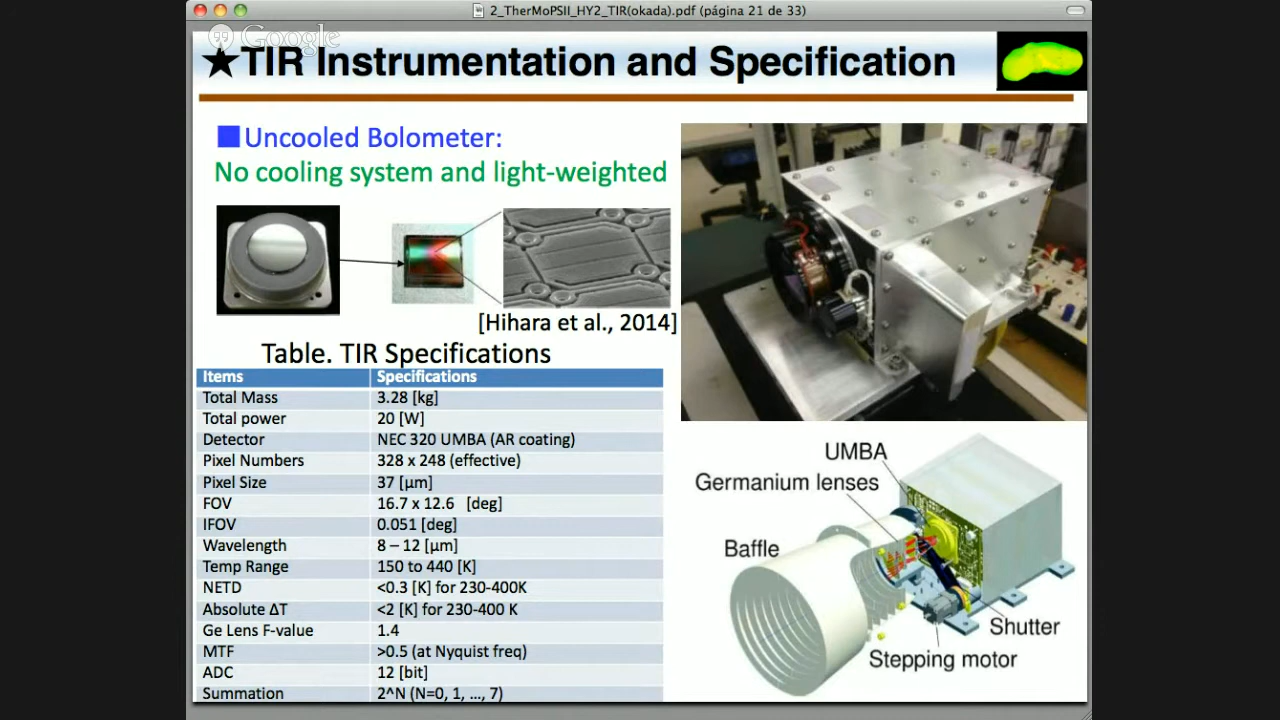 2_TherMoPSII_HY2_TIR(okada).pdf (página 21 de 33)
Google
★TIR Instrumentation and Specification
Uncooled Bolometer:
No cooling system and light-weighted
[Hihara et al., 2014]
Table. TIR Specifications
Items Specifications
Total Mass 3.28 [kg]
Total power 20 [W]
Detector NEC 320 UMBA (AR coating)
Pixel Numbers 328 x 248 (effective)
Pixel Size 37 [µm]
FOV 16.7 x 12.6 [deg]
IFOV 0.051 [deg]
Wavelength 8 – 12 [µm]
Temp Range 150 to 440 [K]
NETD <0.3 [K] for 230-400K
Absolute ΔT <2 [K] for 230-400 K
Ge Lens F-value 1.4
MTF >0.5 (at Nyquist freq)
ADC 12 [bit]
Summation 2^N (N=0, 1, ..., 7)
UMBA
Germanium lenses
Baffle
Shutter
Stepping motor